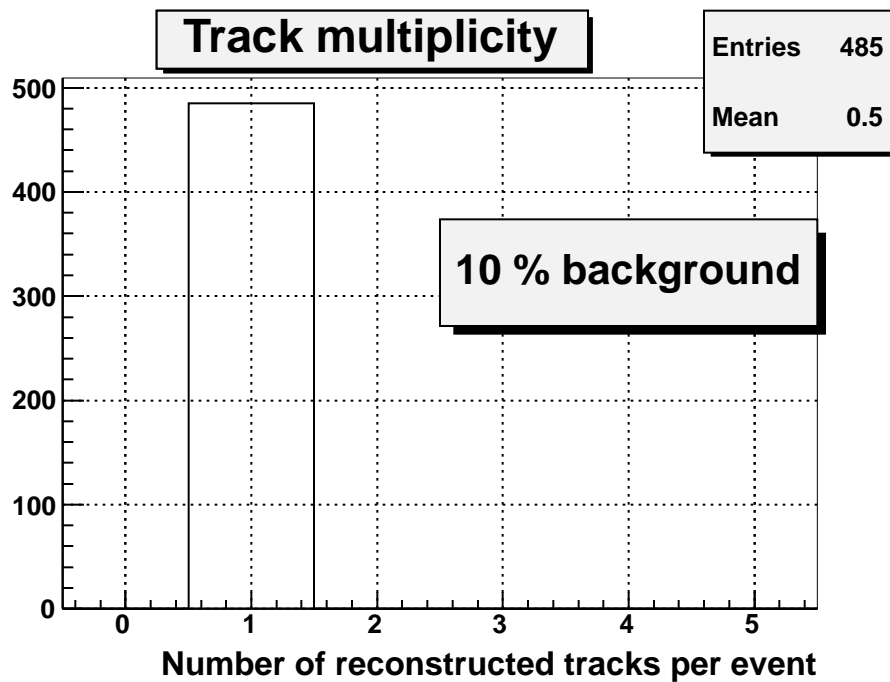 Track multiplicity
Entries 485
Mean 0.5
500
400
300
200
100
0
10 % background
0 1 2 3 4 5
Number of reconstructed tracks per event